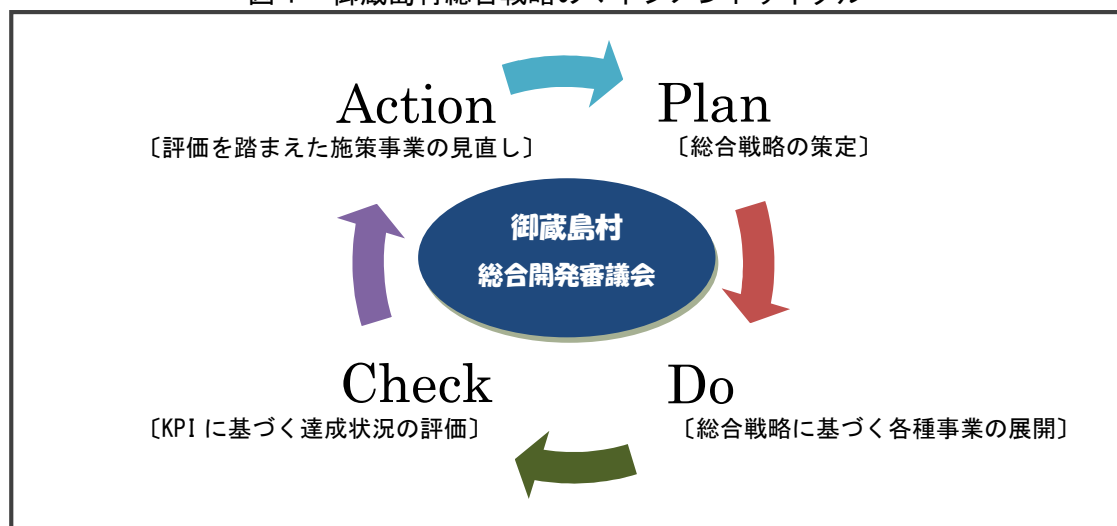 Action
〔評価を踏まえた施策事業の見直し〕
Plan
〔総合戦略の策定〕
御蔵島村
総合開発審議会
Check
〔KPIに基づく達成状況の評価〕
Do
〔総合戦略に基づく各種事業の展開〕